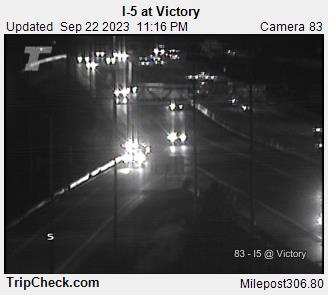 I-5 at Victory
Updated Sep 22 2023 11:16 PM Camera 83
S
83 - I5 @ Victory
TripCheck.com Milepost306.80